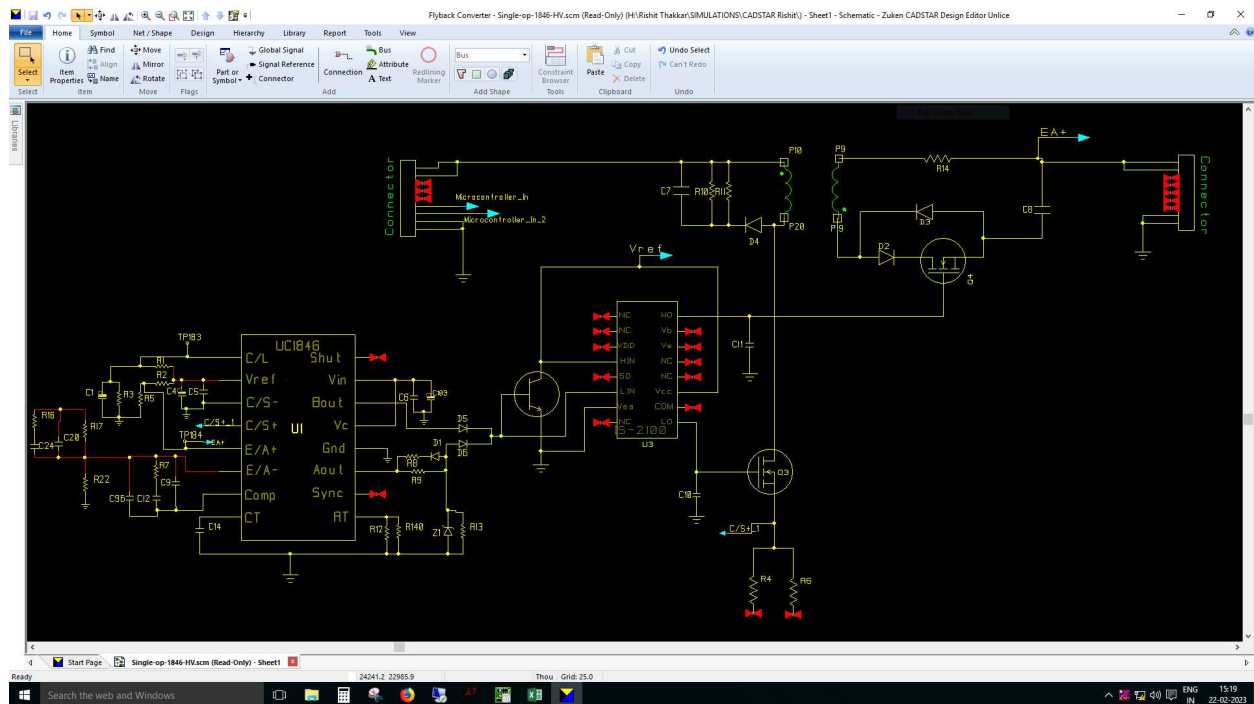 Flyback Converter - Single-op-1846-HV.scm (Read-Only) (H:\Rishit Thakkar\SIMULATIONS\CADSTAR Rishit\) - Sheet1 - Schematic - Zuken CADSTAR Design Editor Unlice
File Home Symbol Net / Shape Design Hierarchy Library Report Tools View
Select
Item Properties
Find
Align
Name
Move
Mirror
Rotate
Part or Symbol
Global Signal
Signal Reference
Connector
Connection
Bus
Attribute
A Text
Redlining Marker
Bus
Constraint Browser
Paste
Cut
Copy
Delete
Undo Select
Can't Redo
Select Item Move Flags Add Add Shape Tools Clipboard Undo
Libraries
Connector
Microcontroller_In
Microcontroller_In_2
C7
R10
R11
D4
P10
P20
P9
P19
R14
EA+
C8
D3
D2
Q4
Connector
Vref
TP183
UC1846
U1
C/L
Vref
C/S-
C/S+
E/A+
E/A-
Comp
CT
Shut
Vin
Bout
Vc
Gnd
Aout
Sync
RT
R1
R2
C1
R3
R5
C4
C5
C/S+_1
TP184
EA+
R16
C24
C20
R17
R22
R7
C9
C9B
C12
C14
C6
C103
D5
D6
D1
R8
R9
R12
R140
Z1
R13
NC
NC
VDD
HIN
SD
LIN
Vss
NC
HO
Vb
Vs
NC
NC
Vcc
COM
LO
IS-2100
U3
C11
C10
Q3
C/S+_1
R4
R6
Start Page Single-op-1846-HV.scm (Read-Only) - Sheet1
Ready 24241.2 22985.9 Thou Grid: 25.0
Search the web and Windows
ENG
IN
15:19
22-02-2023